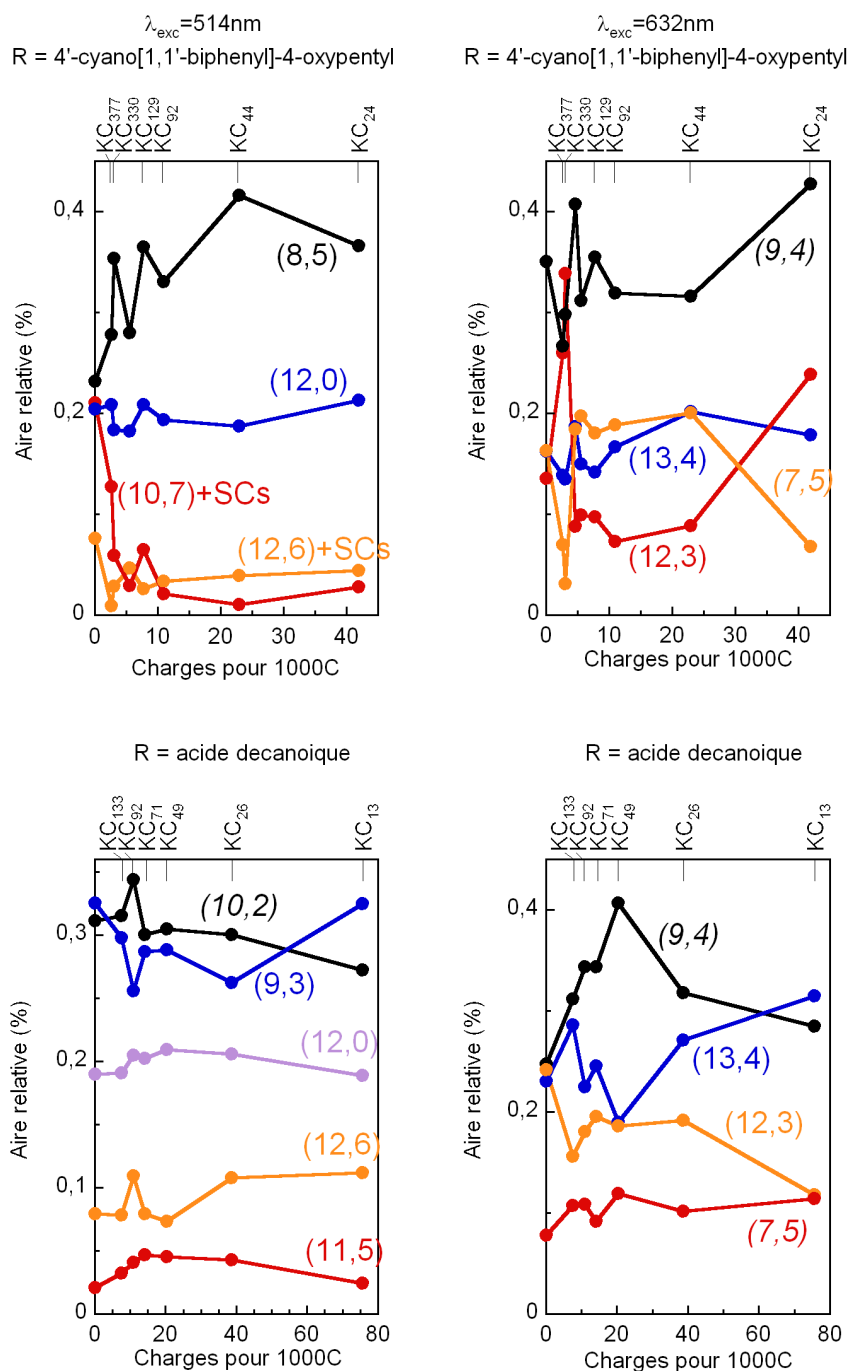 λexc=514nm
R = 4'-cyano[1,1'-biphenyl]-4-oxypentyl
KC377
KC330
KC129
KC92
KC44
KC24
Aire relative (%)
0,4
0,2
0
(8,5)
(12,0)
(10,7)+SCs
(12,6)+SCs
0 10 20 30 40
Charges pour 1000C
λexc=632nm
R = 4'-cyano[1,1'-biphenyl]-4-oxypentyl
KC377
KC330
KC129
KC92
KC44
KC24
Aire relative (%)
0,4
0,2
0
(9,4)
(13,4)
(7,5)
(12,3)
0 10 20 30 40
Charges pour 1000C
R = acide decanoique
KC133
KC92
KC71
KC49
KC26
KC13
Aire relative (%)
0,3
0,2
0,1
0
(10,2)
(9,3)
(12,0)
(12,6)
(11,5)
0 20 40 60 80
Charges pour 1000C
R = acide decanoique
KC133
KC92
KC71
KC49
KC26
KC13
Aire relative (%)
0,4
0,2
0
(9,4)
(13,4)
(12,3)
(7,5)
0 20 40 60 80
Charges pour 1000C